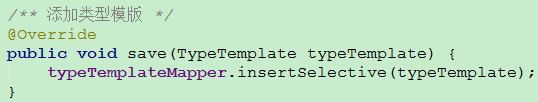 /** 添加类型模版 */
@Override
public void save(TypeTemplate typeTemplate) {
    typeTemplateMapper.insertSelective(typeTemplate);
}